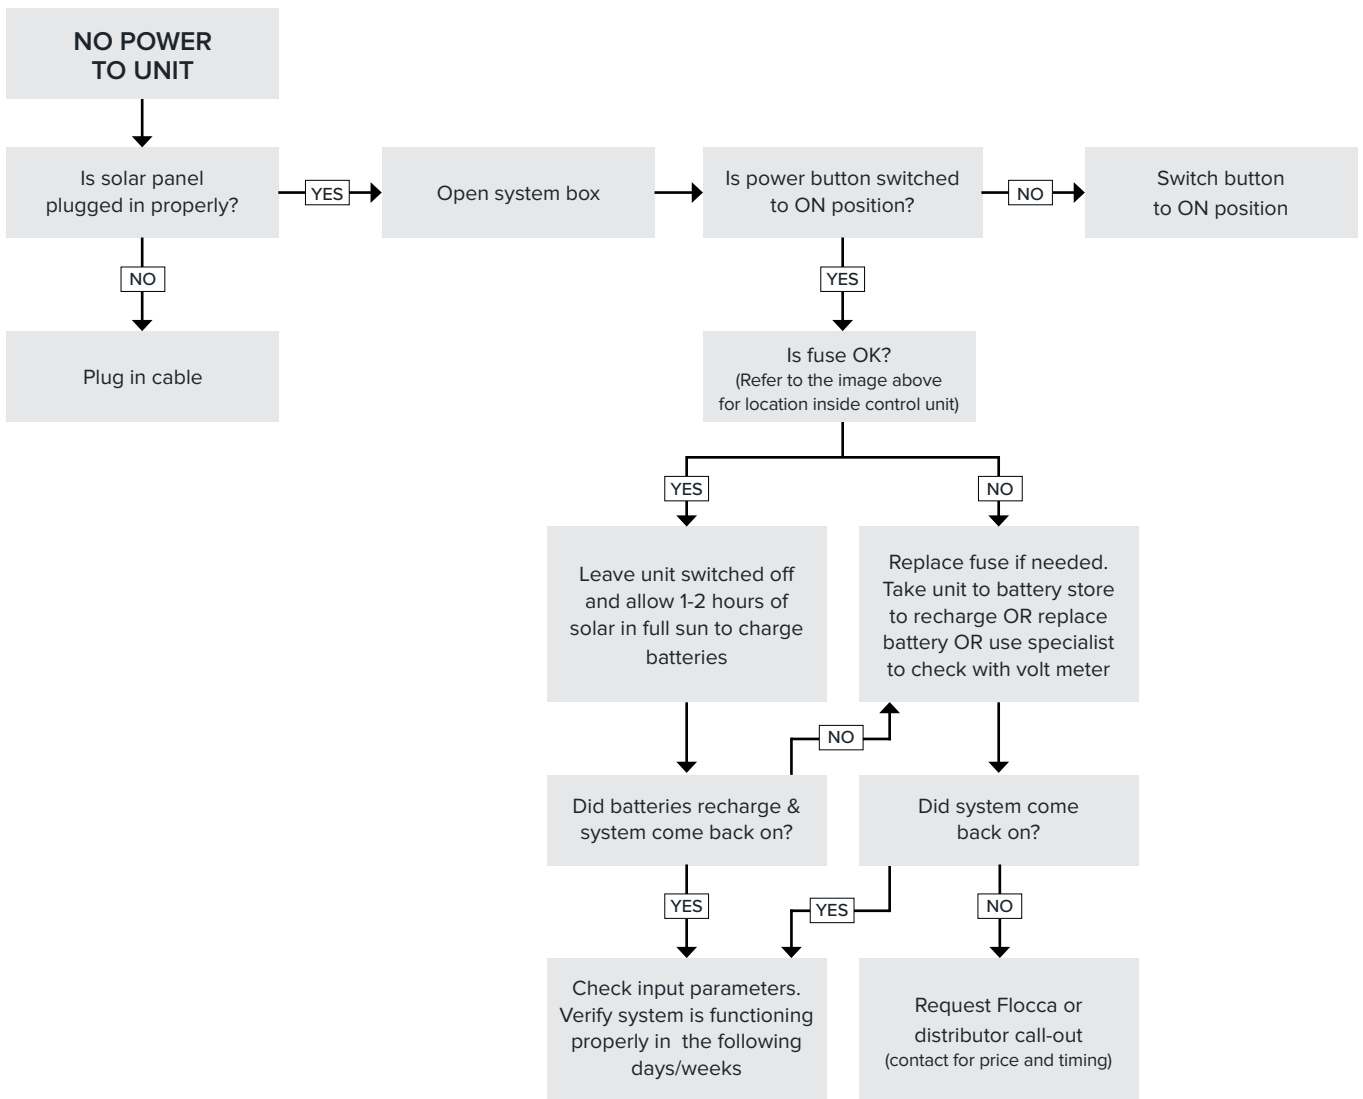 NO POWER
TO UNIT
Is solar panel
plugged in properly?
YES
Open system box
Is power button switched
to ON position?
NO
Switch button
to ON position
NO
YES
Plug in cable
Is fuse OK?
(Refer to the image above
for location inside control unit)
YES
NO
Leave unit switched off
and allow 1-2 hours of
solar in full sun to charge
batteries
Replace fuse if needed.
Take unit to battery store
to recharge OR replace
battery OR use specialist
to check with volt meter
NO
Did batteries recharge &
system come back on?
Did system come
back on?
YES
YES
NO
Check input parameters.
Verify system is functioning
properly in the following
days/weeks
Request Flocca or
distributor call-out
(contact for price and timing)